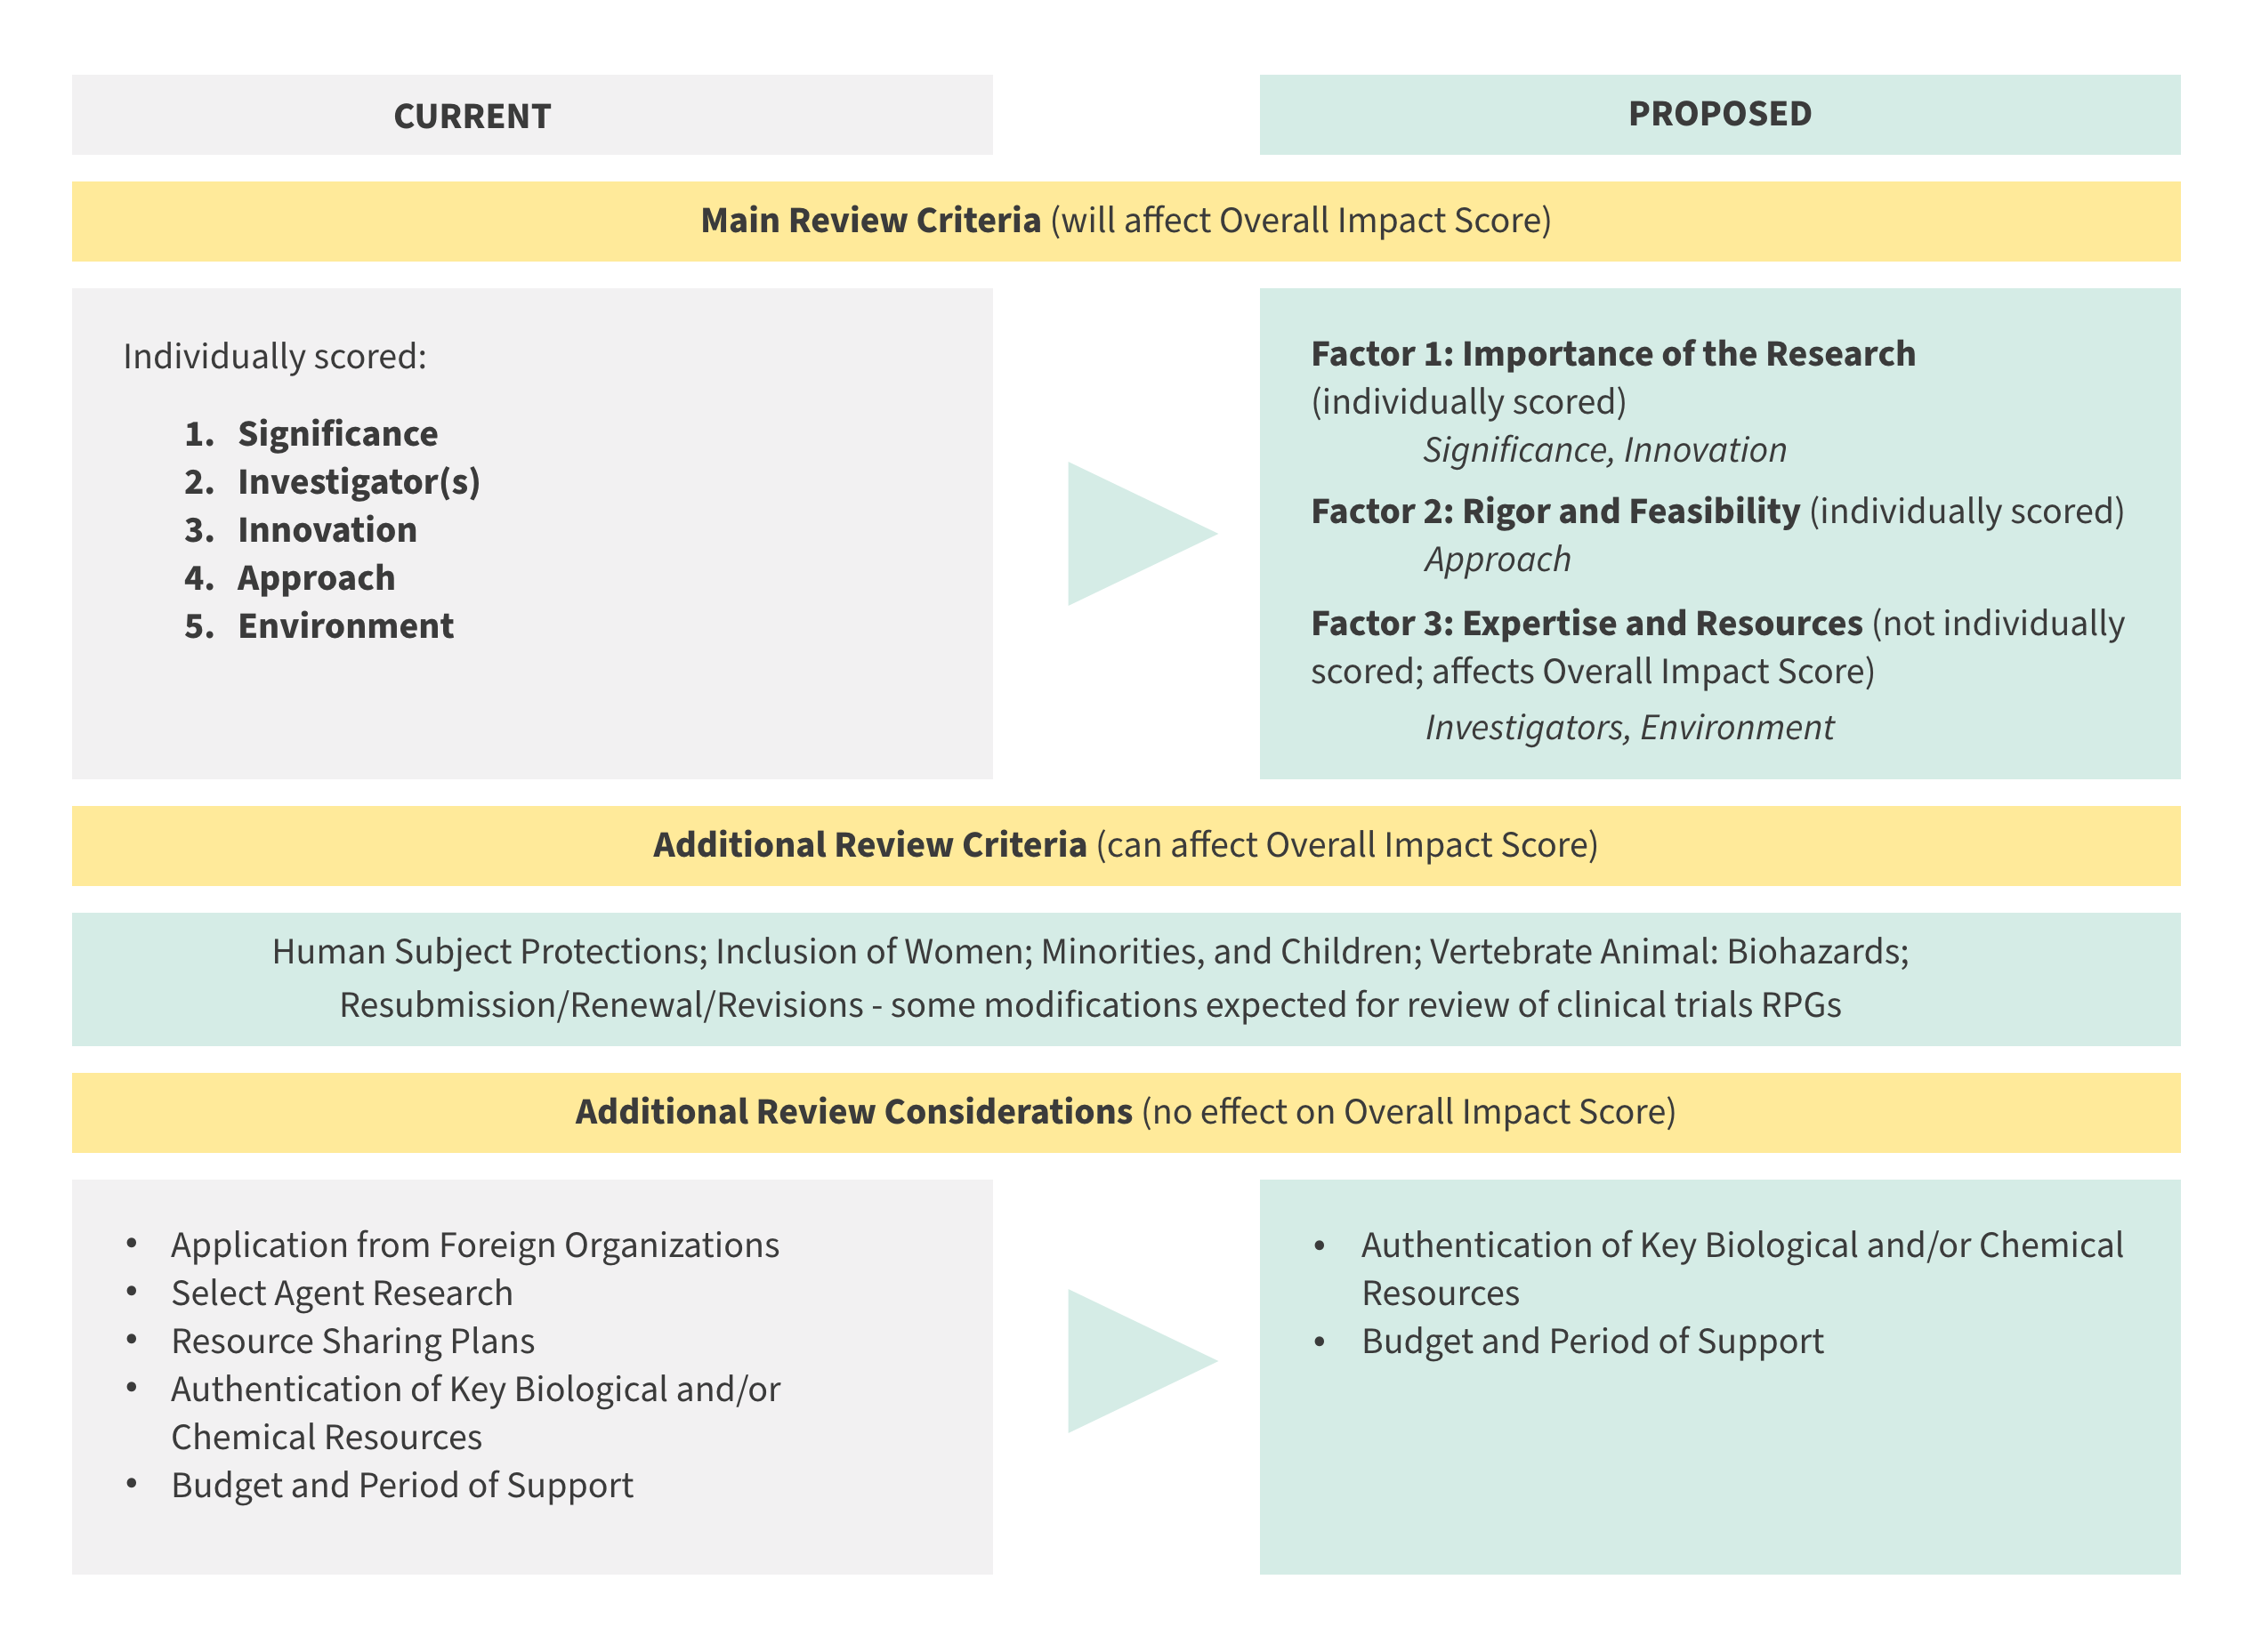 CURRENT
PROPOSED
Main Review Criteria (will affect Overall Impact Score)
Individually scored:
1. Significance
2. Investigator(s)
3. Innovation
4. Approach
5. Environment
Factor 1: Importance of the Research
(individually scored)
Significance, Innovation
Factor 2: Rigor and Feasibility (individually scored)
Approach
Factor 3: Expertise and Resources (not individually
scored; affects Overall Impact Score)
Investigators, Environment
Additional Review Criteria (can affect Overall Impact Score)
Human Subject Protections; Inclusion of Women; Minorities, and Children; Vertebrate Animal: Biohazards;
Resubmission/Renewal/Revisions - some modifications expected for review of clinical trials RPGs
Additional Review Considerations (no effect on Overall Impact Score)
• Application from Foreign Organizations
• Select Agent Research
• Resource Sharing Plans
• Authentication of Key Biological and/or
Chemical Resources
• Budget and Period of Support
• Authentication of Key Biological and/or Chemical
Resources
• Budget and Period of Support